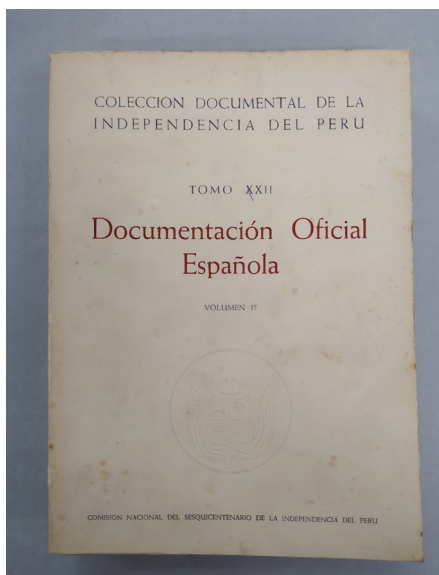 COLECCION DOCUMENTAL DE LA
INDEPENDENCIA DEL PERU
TOMO XXII
Documentación Oficial
Española
VOLUMEN 1º
COMISION NACIONAL DEL SESQUICENTENARIO DE LA INDEPENDENCIA DEL PERU